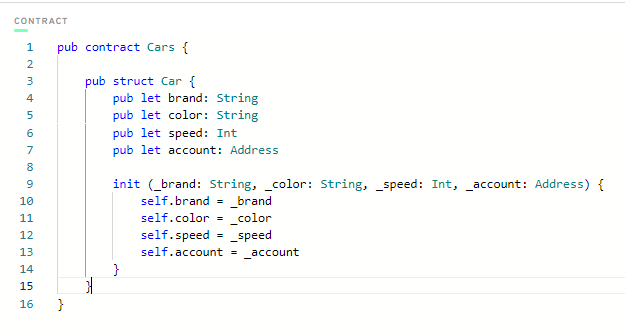 CONTRACT
1 pub contract Cars {
2
3 pub struct Car {
4 pub let brand: String
5 pub let color: String
6 pub let speed: Int
7 pub let account: Address
8
9 init (_brand: String, _color: String, _speed: Int, _account: Address) {
10 self.brand = _brand
11 self.color = _color
12 self.speed = _speed
13 self.account = _account
14 }
15 }
16 }